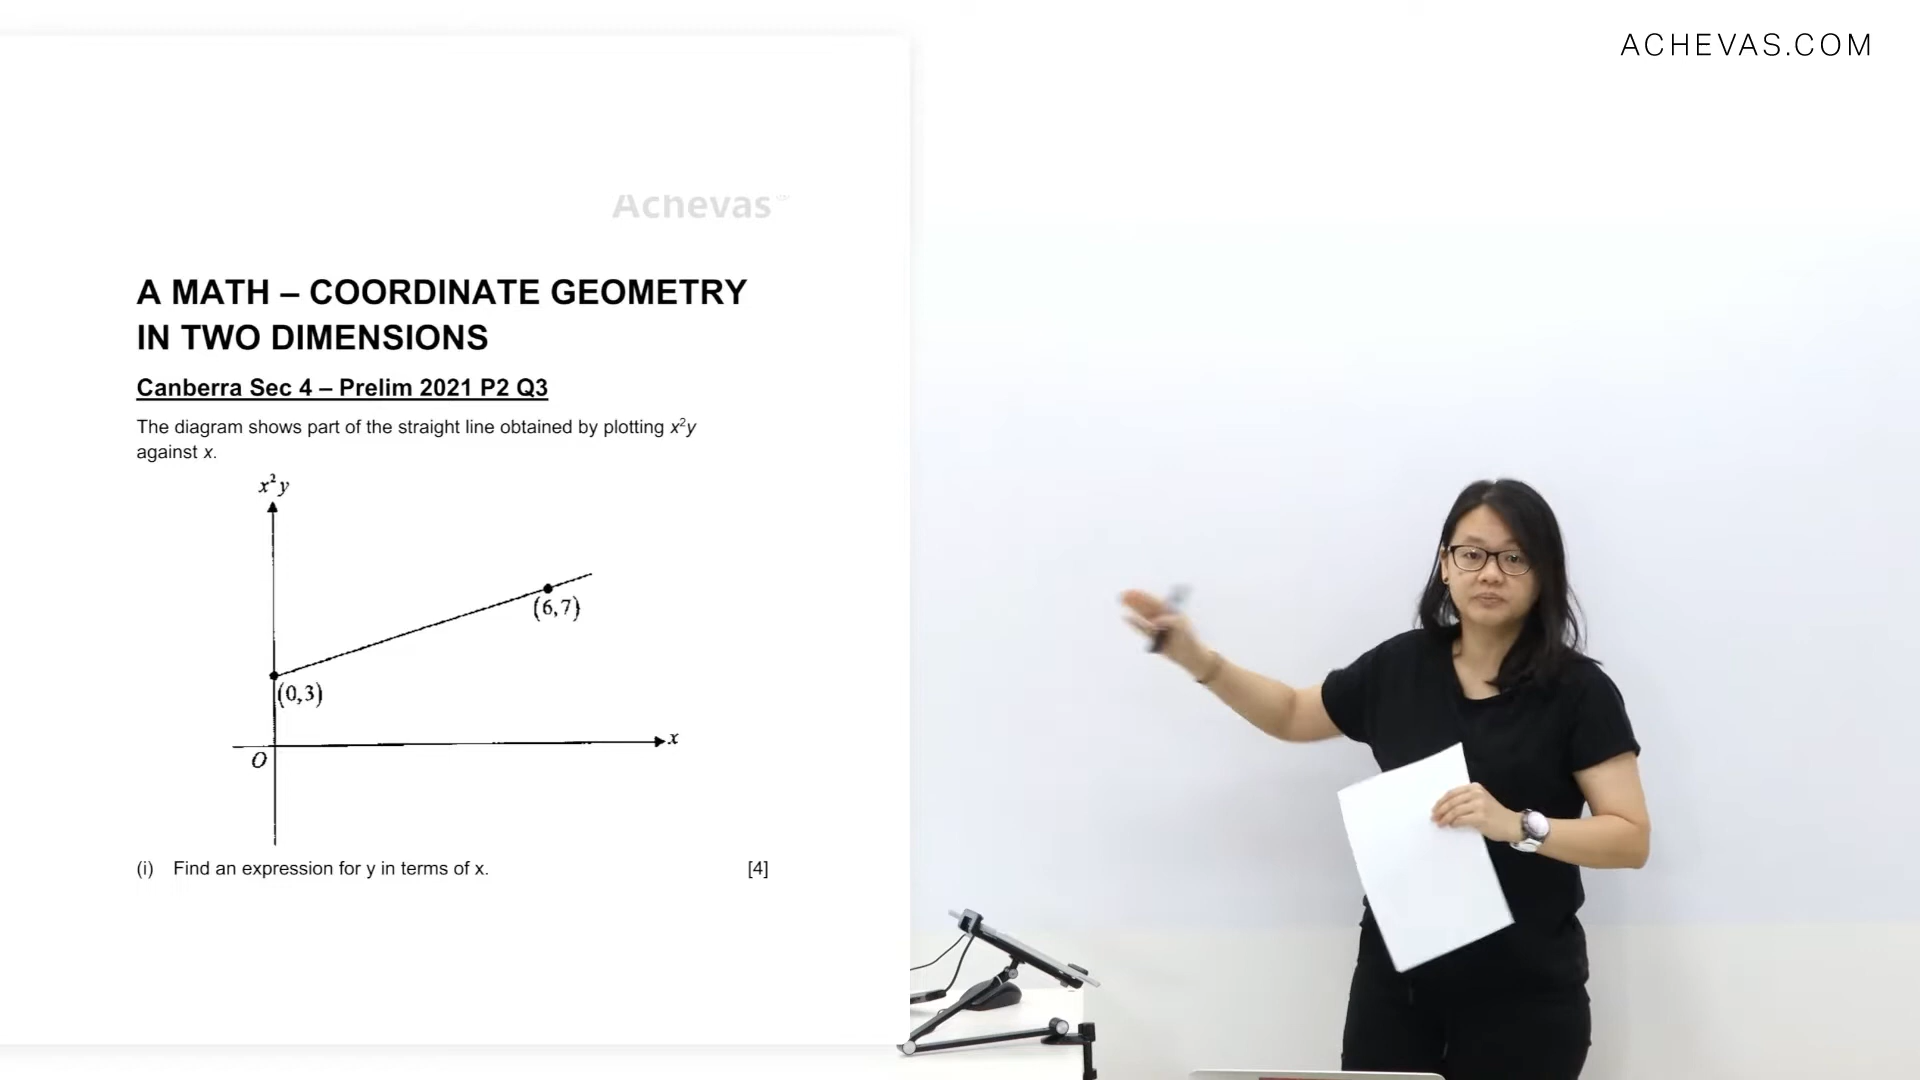 ACHEVAS.COM
Achevas
A MATH – COORDINATE GEOMETRY
IN TWO DIMENSIONS
Canberra Sec 4 – Prelim 2021 P2 Q3
The diagram shows part of the straight line obtained by plotting x²y
against x.
x²y
(6,7)
(0,3)
x
O
(i) Find an expression for y in terms of x. [4]